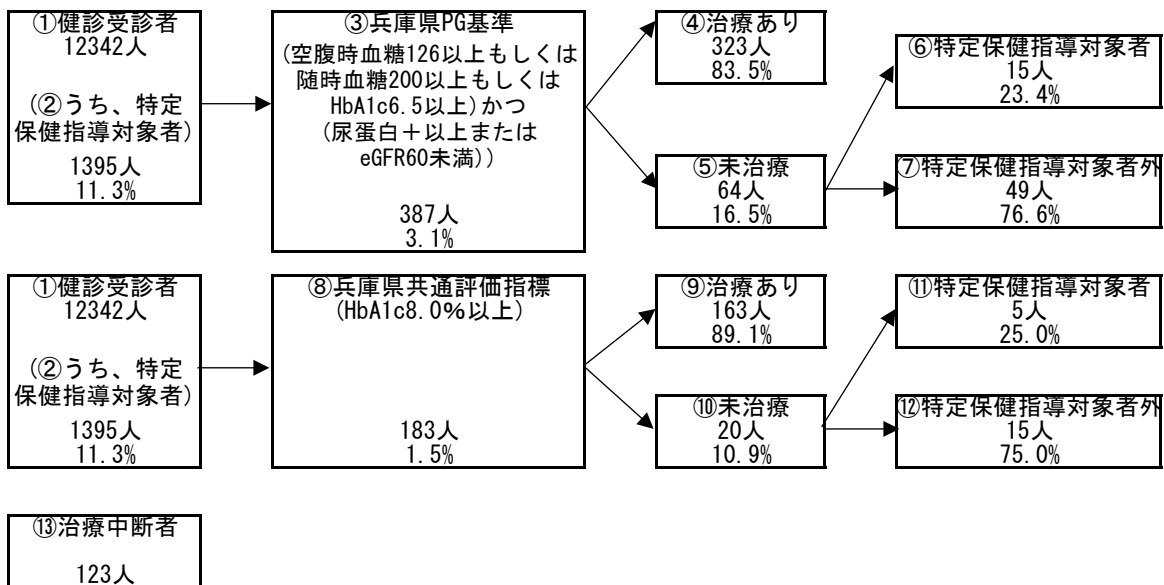 ①健診受診者
12342人
(②うち、特定
保健指導対象者)
1395人
11.3%
③兵庫県PG基準
(空腹時血糖126以上もしくは
随時血糖200以上もしくは
HbA1c6.5以上)かつ
(尿蛋白＋以上または
eGFR60未満))
387人
3.1%
④治療あり
323人
83.5%
⑤未治療
64人
16.5%
⑥特定保健指導対象者
15人
23.4%
⑦特定保健指導対象者外
49人
76.6%
①健診受診者
12342人
(②うち、特定
保健指導対象者)
1395人
11.3%
⑧兵庫県共通評価指標
(HbA1c8.0%以上)
183人
1.5%
⑨治療あり
163人
89.1%
⑩未治療
20人
10.9%
⑪特定保健指導対象者
5人
25.0%
⑫特定保健指導対象者外
15人
75.0%
⑬治療中断者
123人